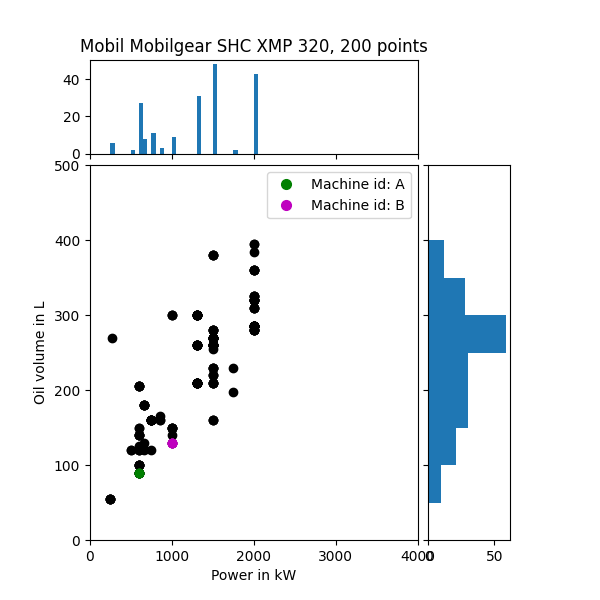 Mobil Mobilgear SHC XMP 320, 200 points
40
20
0
500
400
300
200
100
0
Machine id: A
Machine id: B
Oil volume in L
0 1000 2000 3000 4000
0 50
Power in kW